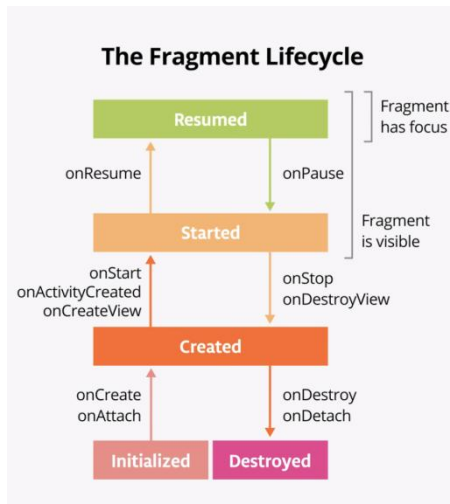 The Fragment Lifecycle
Resumed
Fragment
has focus
onResume
onPause
Started
Fragment
is visible
onStart
onActivityCreated
onCreateView
onStop
onDestroyView
Created
onCreate
onAttach
onDestroy
onDetach
Initialized
Destroyed